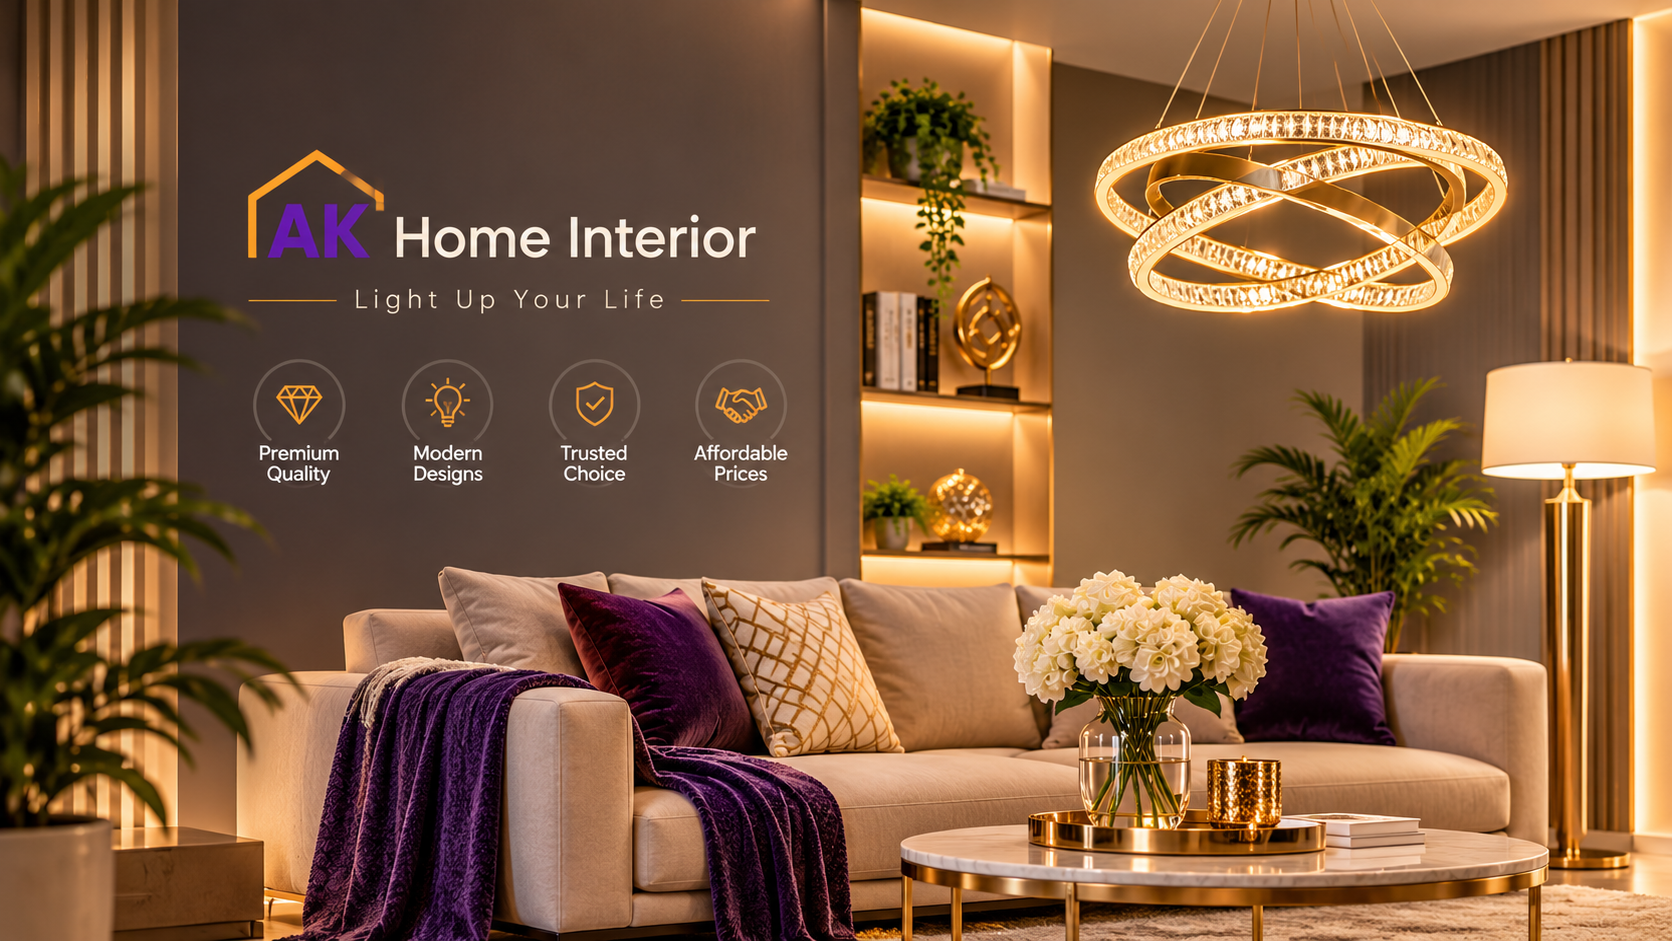 AK Home Interior
Light Up Your Life
Premium Quality
Modern Designs
Trusted Choice
Affordable Prices